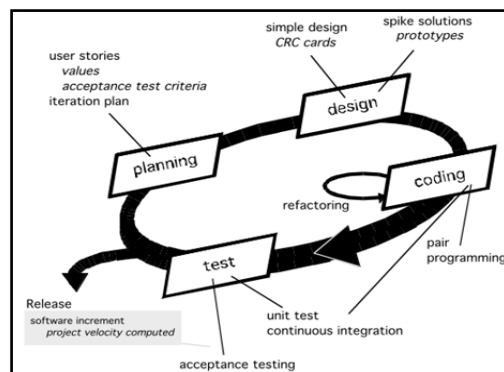 simple design
CRC cards
spike solutions
prototypes
user stories
values
acceptance test criteria
iteration plan
design
planning
coding
refactoring
test
pair
programming
Release
software increment
project velocity computed
unit test
continuous integration
acceptance testing